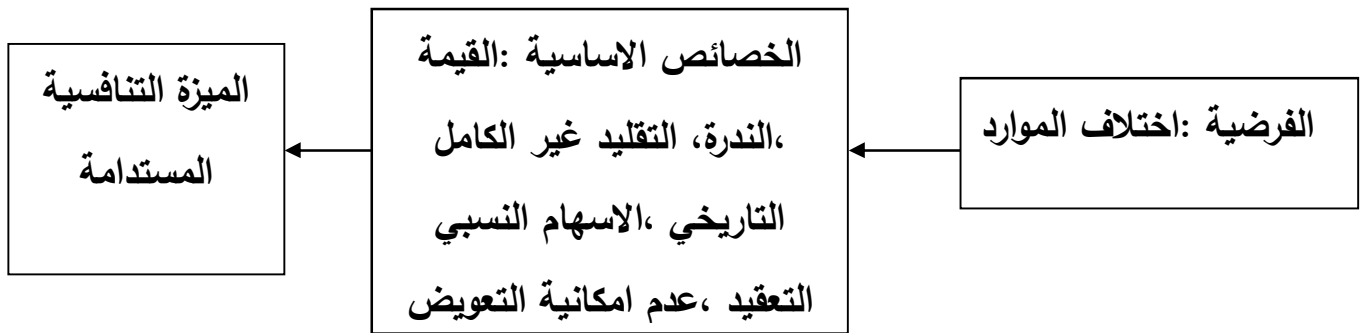 الفرضية :اختلاف الموارد
الخصائص الاساسية :القيمة
،الندرة، التقليد غير الكامل
التاريخي ،الاسهام النسبي
التعقيد ،عدم امكانية التعويض
الميزة التنافسية
المستدامة